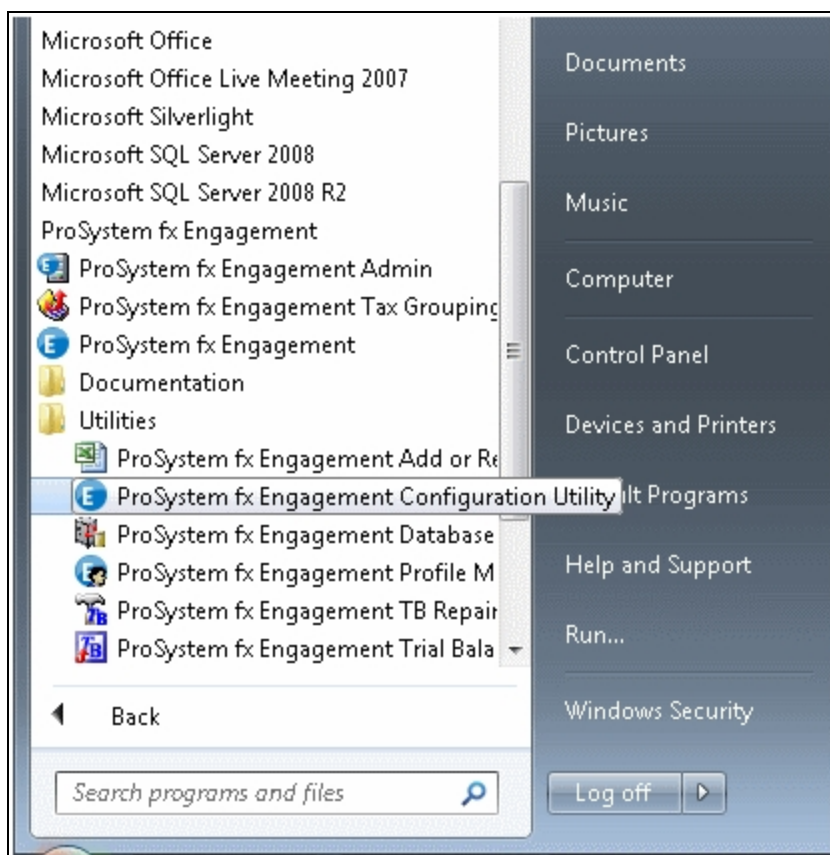 Microsoft Office
Microsoft Office Live Meeting 2007
Microsoft Silverlight
Microsoft SQL Server 2008
Microsoft SQL Server 2008 R2
ProSystem fx Engagement
ProSystem fx Engagement Admin
ProSystem fx Engagement Tax Grouping
ProSystem fx Engagement
Documentation
Utilities
ProSystem fx Engagement Add or Re
ProSystem fx Engagement Configuration Utility
ProSystem fx Engagement Database
ProSystem fx Engagement Profile M
ProSystem fx Engagement TB Repair
ProSystem fx Engagement Trial Bala
Back
Search programs and files
Documents
Pictures
Music
Computer
Control Panel
Devices and Printers
ult Programs
Help and Support
Run...
Windows Security
Log off